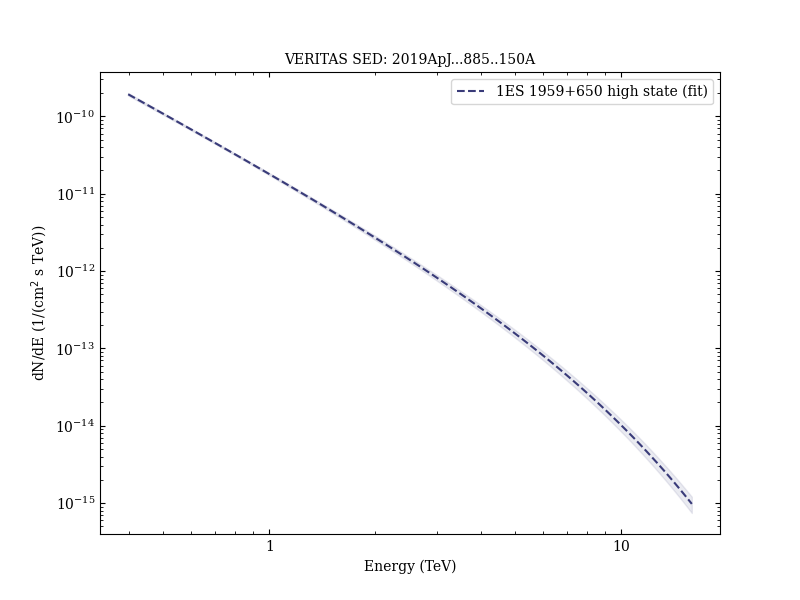 VERITAS SED: 2019ApJ...885..150A
1ES 1959+650 high state (fit)
dN/dE (1/(cm² s TeV))
10⁻¹⁰
10⁻¹¹
10⁻¹²
10⁻¹³
10⁻¹⁴
10⁻¹⁵
1
10
Energy (TeV)